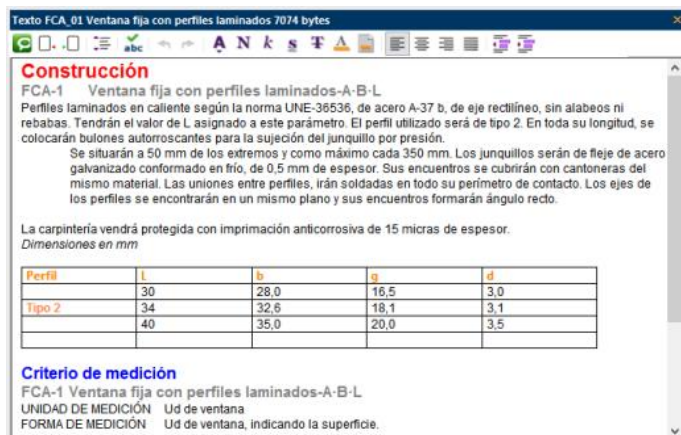 Texto FCA_01 Ventana fija con perfiles laminados 7074 bytes
abc A N k s T A
Construcción
FCA-1 Ventana fija con perfiles laminados-A·B·L
Perfiles laminados en caliente según la norma UNE-36536, de acero A-37 b, de eje rectilíneo, sin alabeos ni
rebabas. Tendrán el valor de L asignado a este parámetro. El perfil utilizado será de tipo 2. En toda su longitud, se
colocarán bulones autorroscantes para la sujeción del junquillo por presión.
Se situarán a 50 mm de los extremos y como máximo cada 350 mm. Los junquillos serán de fleje de acero
galvanizado conformado en frío, de 0,5 mm de espesor. Sus encuentros se cubrirán con cantoneras del
mismo material. Las uniones entre perfiles, irán soldadas en todo su perímetro de contacto. Los ejes de
los perfiles se encontrarán en un mismo plano y sus encuentros formarán ángulo recto.
La carpintería vendrá protegida con imprimación anticorrosiva de 15 micras de espesor.
Dimensiones en mm
Perfil L b g d
30 28,0 16,5 3,0
Tipo 2 34 32,6 18,1 3,1
40 35,0 20,0 3,5
Criterio de medición
FCA-1 Ventana fija con perfiles laminados-A·B·L
UNIDAD DE MEDICIÓN Ud de ventana
FORMA DE MEDICIÓN Ud de ventana, indicando la superficie.